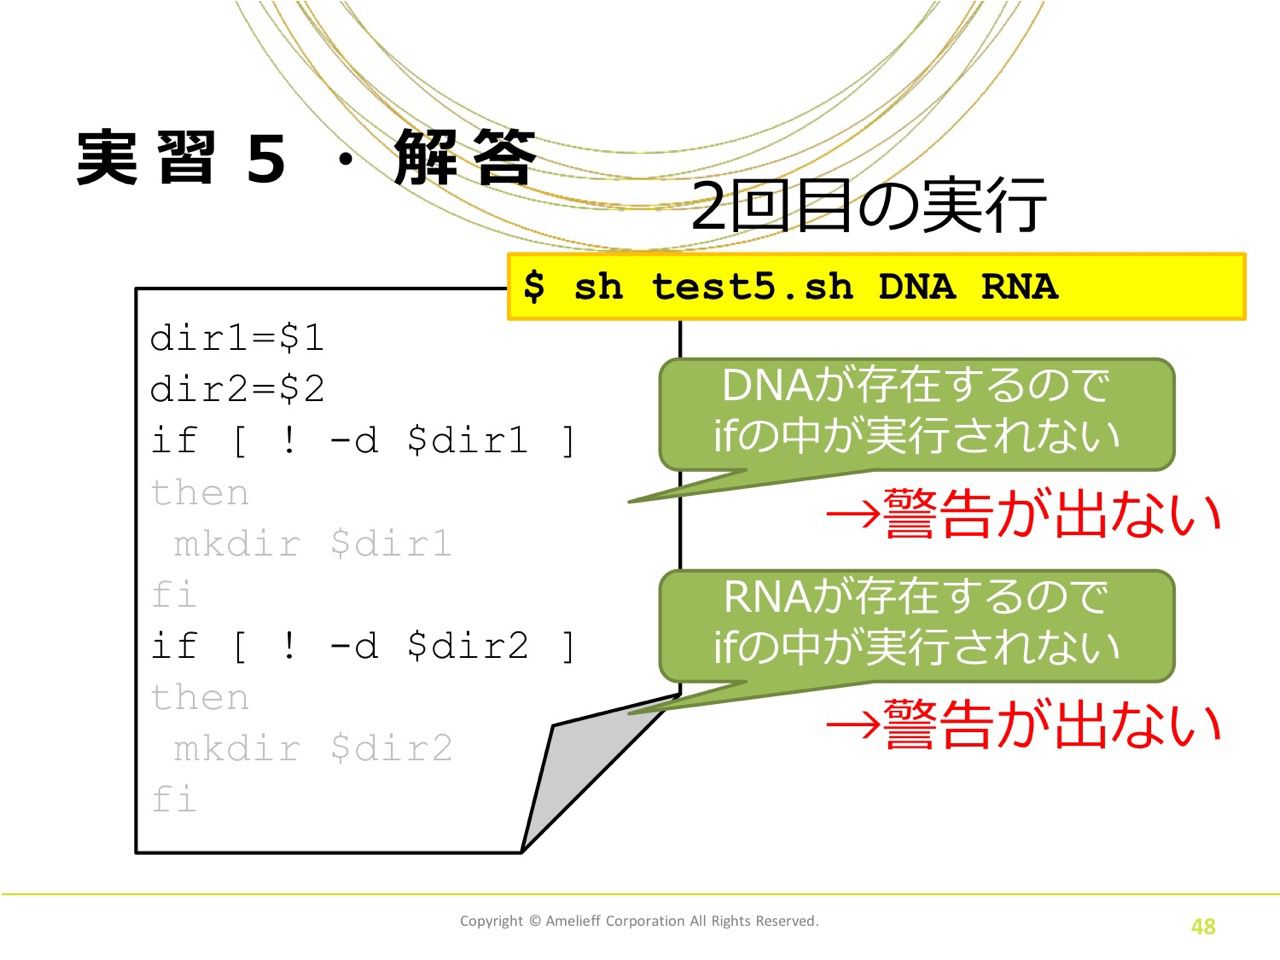 実習５・解答
2回目の実行
$ sh test5.sh DNA RNA
dir1=$1
dir2=$2
if [ ! -d $dir1 ]
then
 mkdir $dir1
fi
if [ ! -d $dir2 ]
then
 mkdir $dir2
fi
DNAが存在するので
ifの中が実行されない
→警告が出ない
RNAが存在するので
ifの中が実行されない
→警告が出ない
Copyright © Amelieff Corporation All Rights Reserved.
48